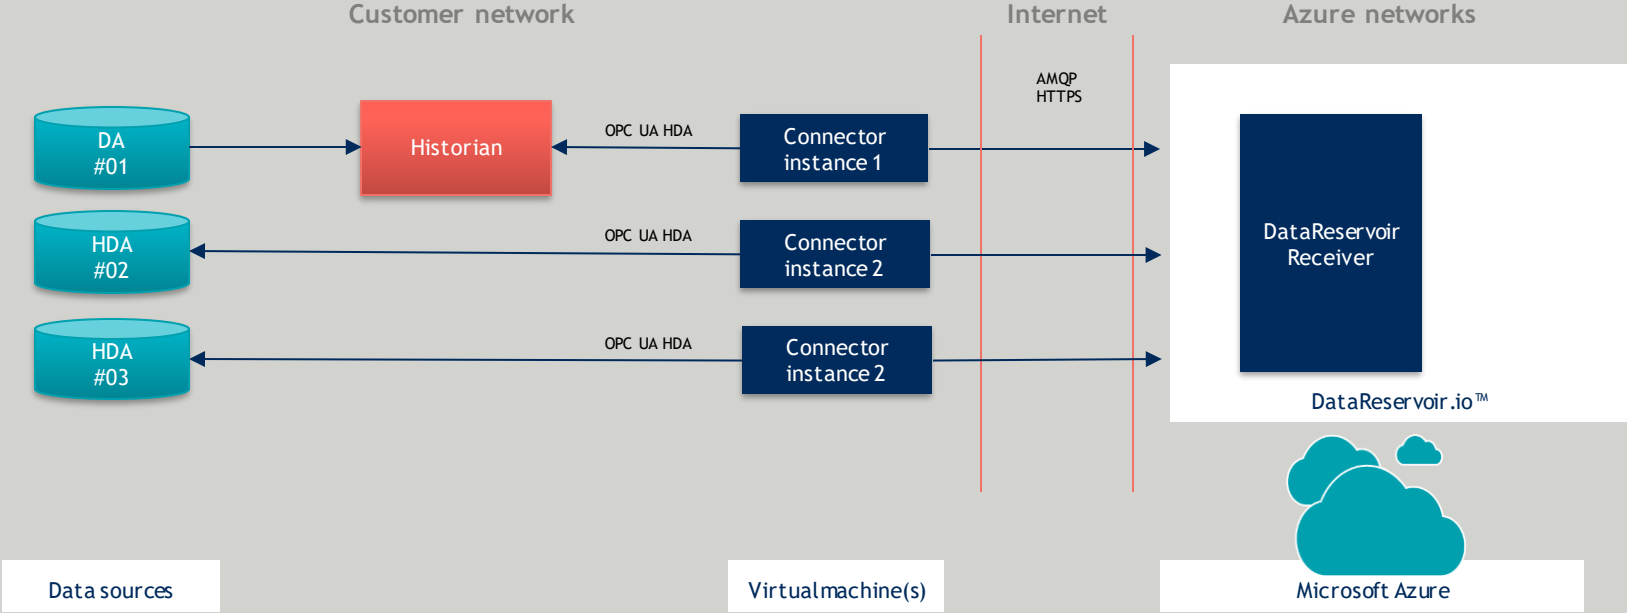 Customer network
Internet
Azure networks
AMQP
HTTPS
DA
#01
Historian
OPC UA HDA
Connector
instance 1
HDA
#02
OPC UA HDA
Connector
instance 2
DataReservoir
Receiver
HDA
#03
OPC UA HDA
Connector
instance 2
DataReservoir.io™
Data sources
Virtual machine(s)
Microsoft Azure